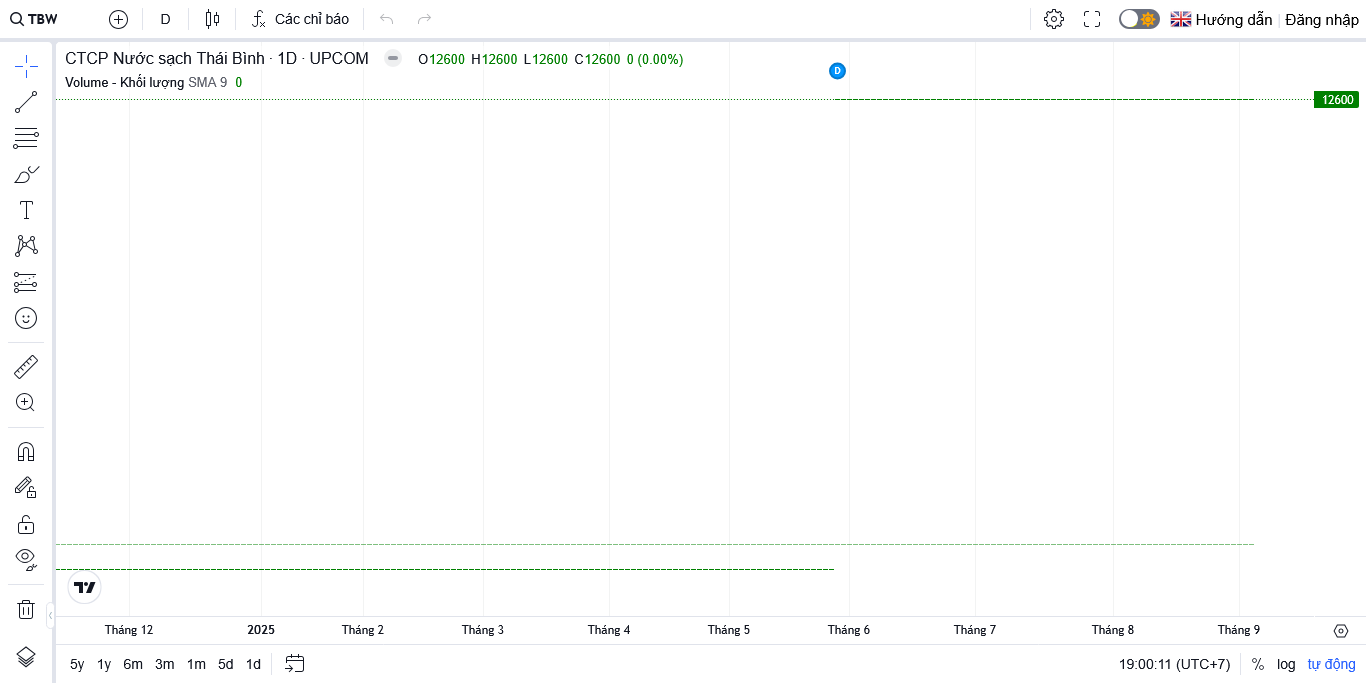 TBW D Các chỉ báo Hướng dẫn Đăng nhập
CTCP Nước sạch Thái Bình · 1D · UPCOM O12600 H12600 L12600 C12600 0 (0.00%)
D
Volume - Khối lượng SMA 9 0
12600
Tháng 12 2025 Tháng 2 Tháng 3 Tháng 4 Tháng 5 Tháng 6 Tháng 7 Tháng 8 Tháng 9
5y 1y 6m 3m 1m 5d 1d 19:00:11 (UTC+7) % log tự động